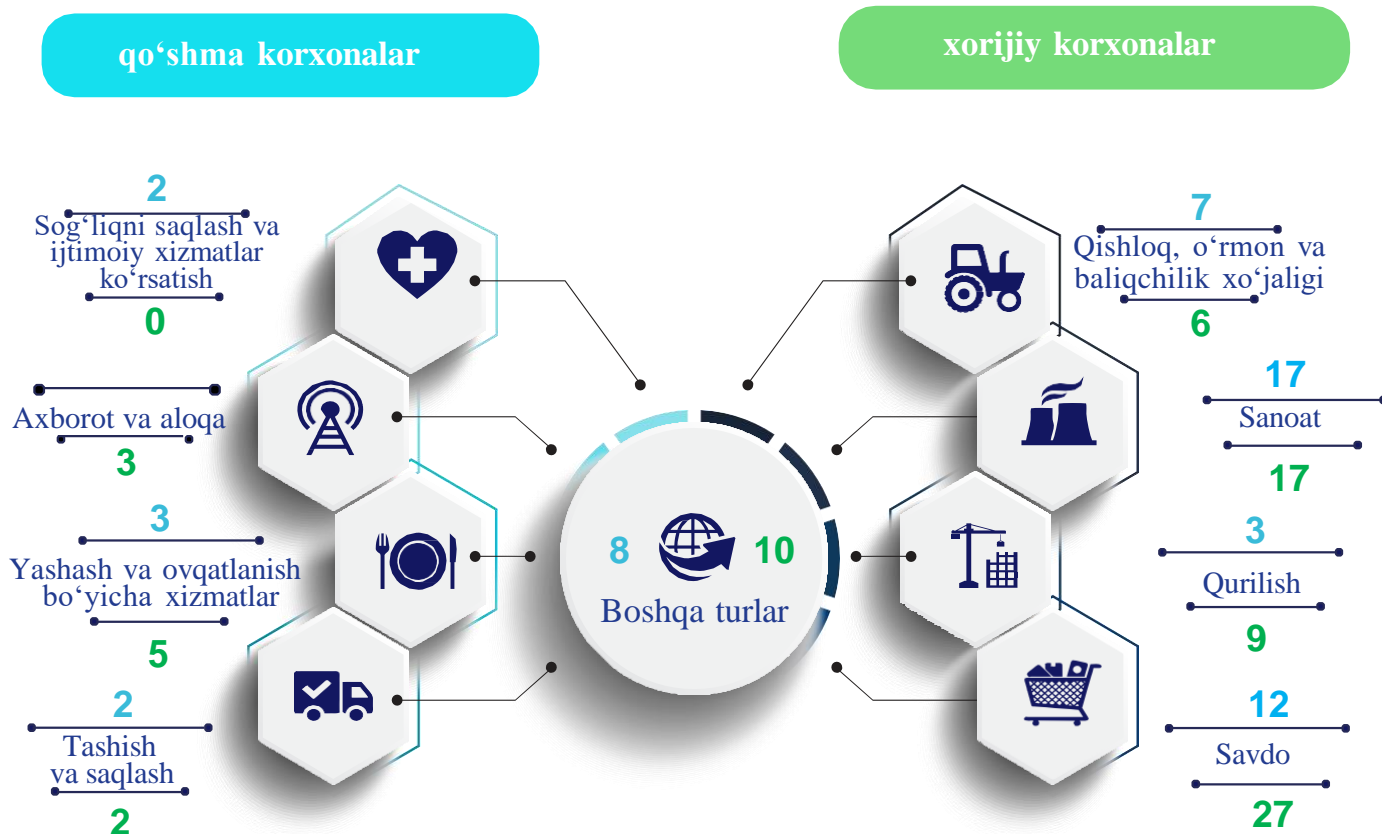 qo‘shma korxonalar
xorijiy korxonalar
2
Sog‘liqni saqlash va
ijtimoiy xizmatlar
ko‘rsatish
0
Axborot va aloqa
3
3
Yashash va ovqatlanish
bo‘yicha xizmatlar
5
2
Tashish
va saqlash
2
8
10
Boshqa turlar
7
Qishloq, o‘rmon va
baliqchilik xo‘jaligi
6
17
Sanoat
17
3
Qurilish
9
12
Savdo
27